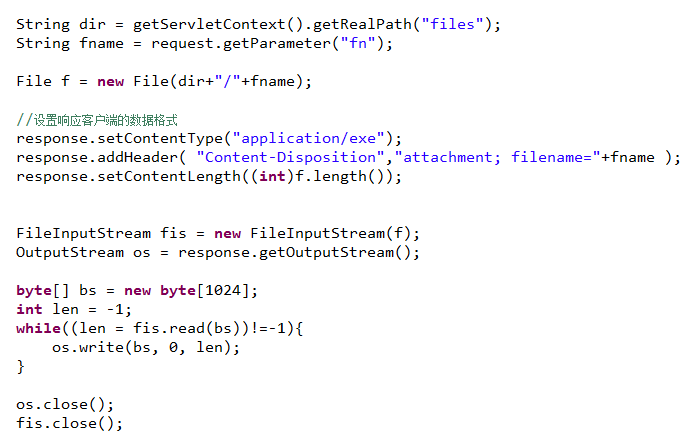 String dir = getServletContext().getRealPath("files");
String fname = request.getParameter("fn");
File f = new File(dir+"/"+fname);
//设置响应客户端的数据格式
response.setContentType("application/exe");
response.addHeader( "Content-Disposition","attachment; filename="+fname );
response.setContentLength((int)f.length());
FileInputStream fis = new FileInputStream(f);
OutputStream os = response.getOutputStream();
byte[] bs = new byte[1024];
int len = -1;
while((len = fis.read(bs))!=-1){
    os.write(bs, 0, len);
}
os.close();
fis.close();